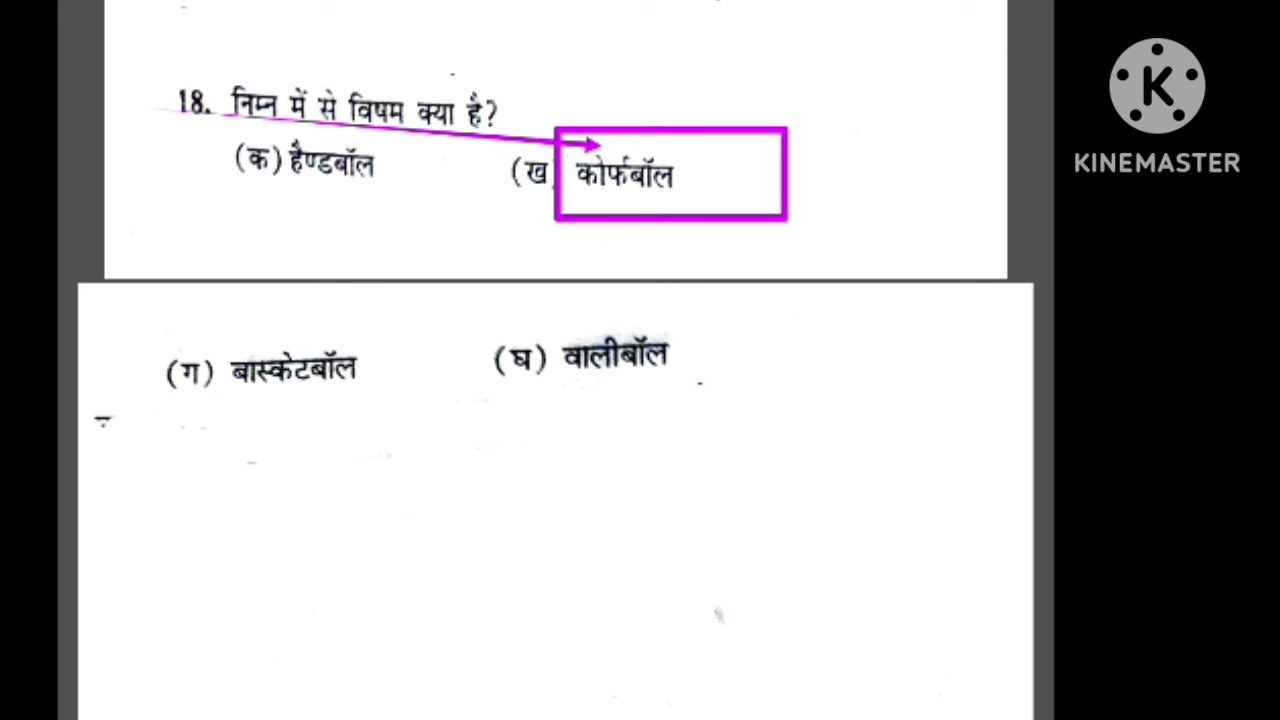 18. निम्न में से विषम क्या है?
(क) हैण्डबॉल (ख) कोर्फबॉल
(ग) बास्केटबॉल (घ) वालीबॉल
K
KINEMASTER